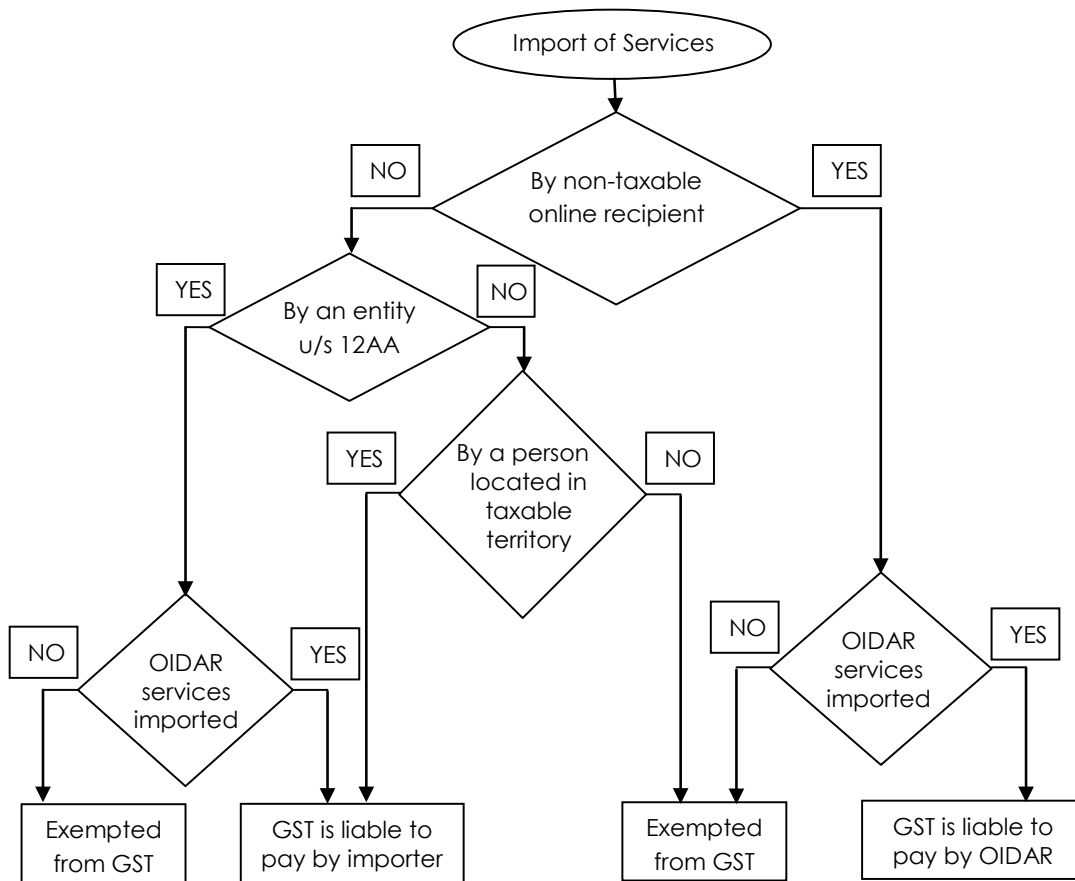 Import of Services
NO
By non-taxable
online recipient
YES
YES
By an entity
u/s 12AA
NO
YES
By a person
located in
taxable
territory
NO
NO
OIDAR
services
imported
YES
NO
OIDAR
services
imported
YES
Exempted
from GST
GST is liable to
pay by importer
Exempted
from GST
GST is liable to
pay by OIDAR